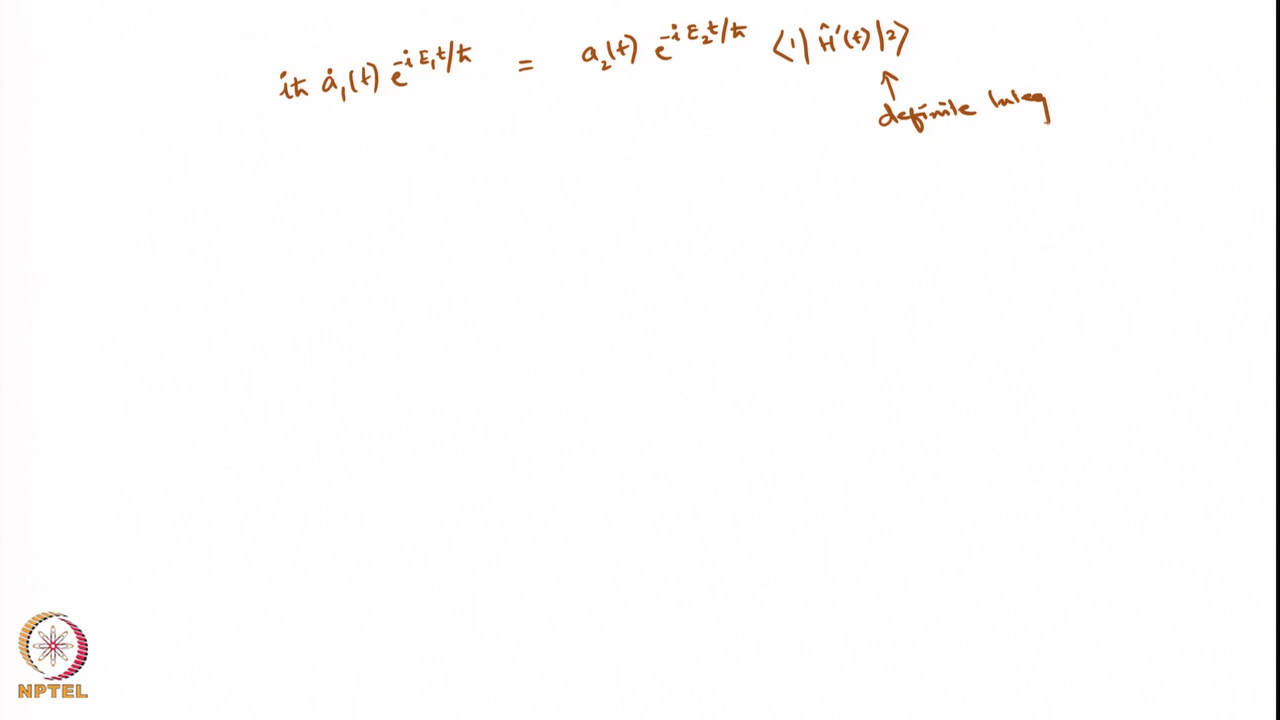 iħ ȧ₁(t) e^{-iE₁t/ħ} = a₂(t) e^{-iE₂t/ħ} ⟨1| Ĥ'(t) |2⟩
↑
definite integ
NPTEL